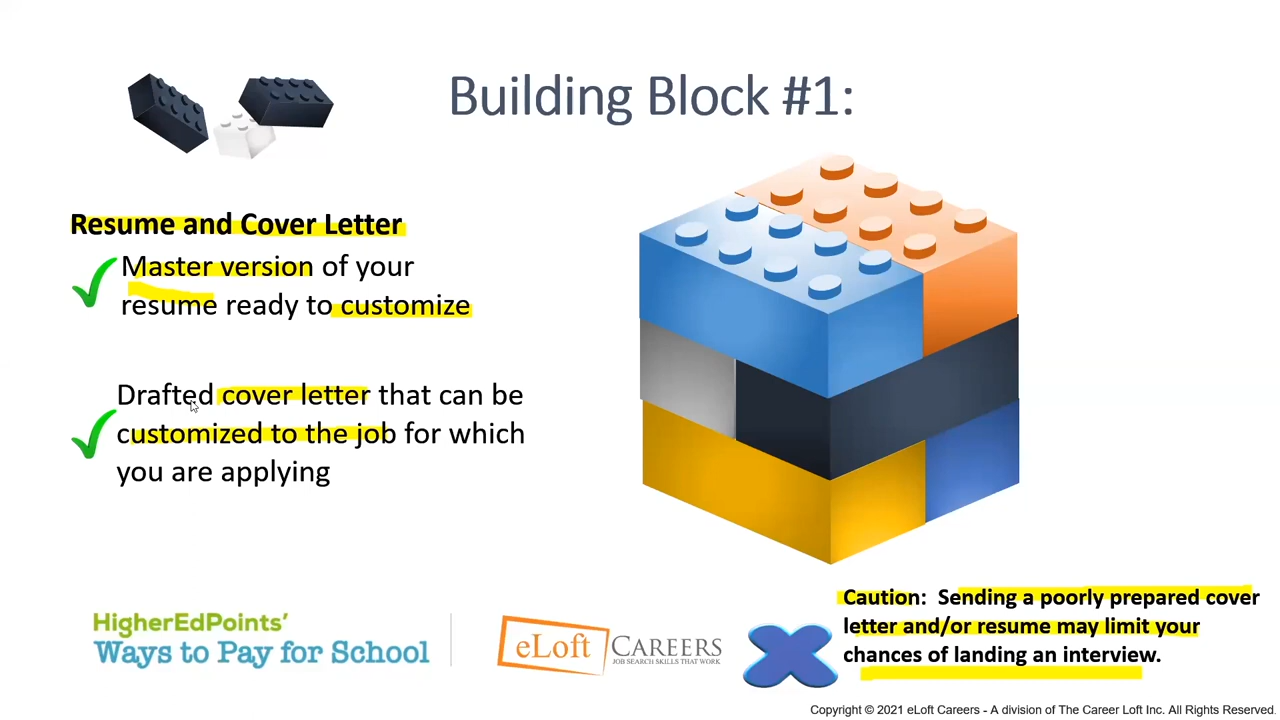 Building Block #1:
Resume and Cover Letter
Master version of your
resume ready to customize
Drafted cover letter that can be
customized to the job for which
you are applying
HigherEdPoints'
Ways to Pay for School
eLoft CAREERS
JOB SEARCH SKILLS THAT WORK
Caution: Sending a poorly prepared cover
letter and/or resume may limit your
chances of landing an interview.
Copyright © 2021 eLoft Careers - A division of The Career Loft Inc. All Rights Reserved.